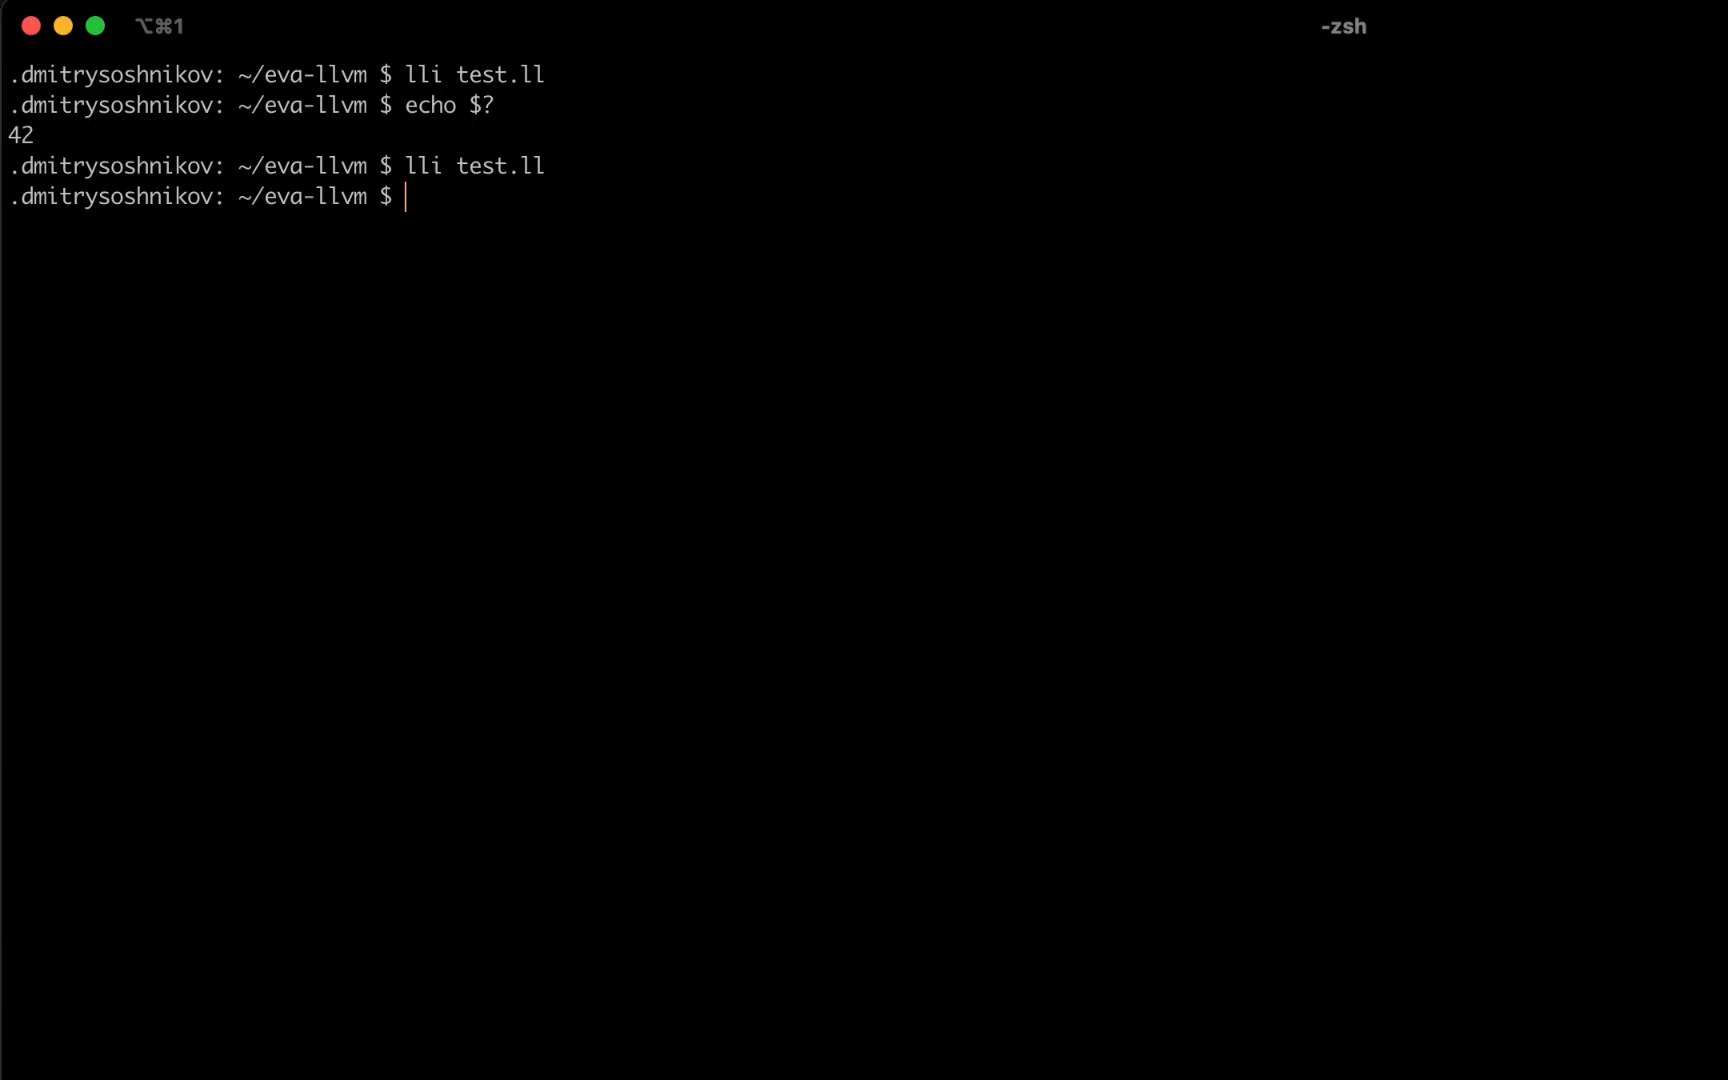 ⌥⌘1
-zsh
.dmitrysoshnikov: ~/eva-llvm $ lli test.ll
.dmitrysoshnikov: ~/eva-llvm $ echo $?
42
.dmitrysoshnikov: ~/eva-llvm $ lli test.ll
.dmitrysoshnikov: ~/eva-llvm $